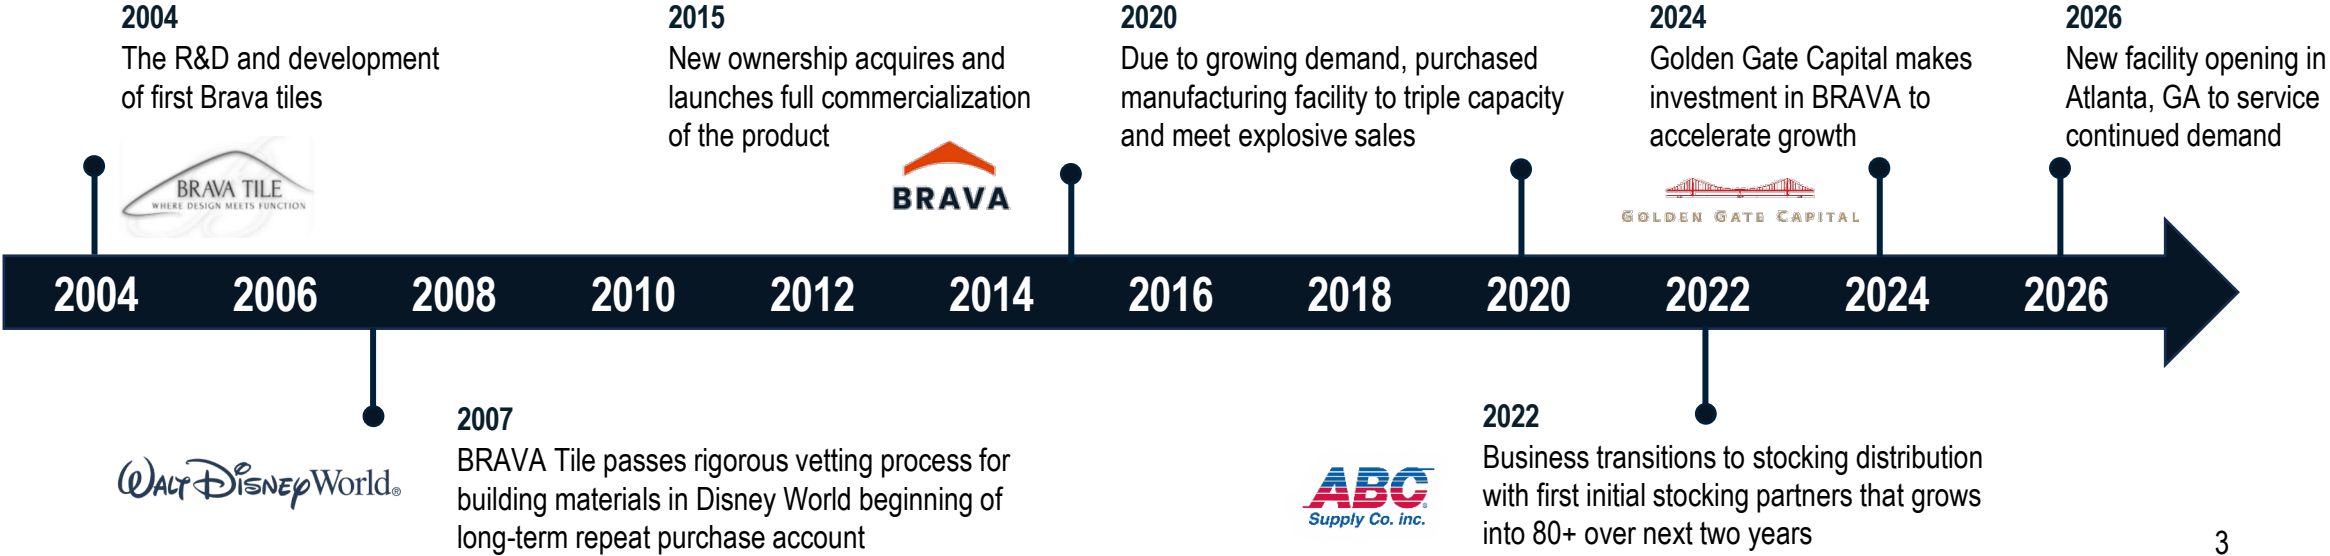 2004
The R&D and development
of first Brava tiles
BRAVA TILE
WHERE DESIGN MEETS FUNCTION
2015
New ownership acquires and
launches full commercialization
of the product
BRAVA
2020
Due to growing demand, purchased
manufacturing facility to triple capacity
and meet explosive sales
2024
Golden Gate Capital makes
investment in BRAVA to
accelerate growth
GOLDEN GATE CAPITAL
2026
New facility opening in
Atlanta, GA to service
continued demand
2004 2006 2008 2010 2012 2014 2016 2018 2020 2022 2024 2026
Walt Disney World®
2007
BRAVA Tile passes rigorous vetting process for
building materials in Disney World beginning of
long-term repeat purchase account
ABC
Supply Co. inc.
2022
Business transitions to stocking distribution
with first initial stocking partners that grows
into 80+ over next two years
3